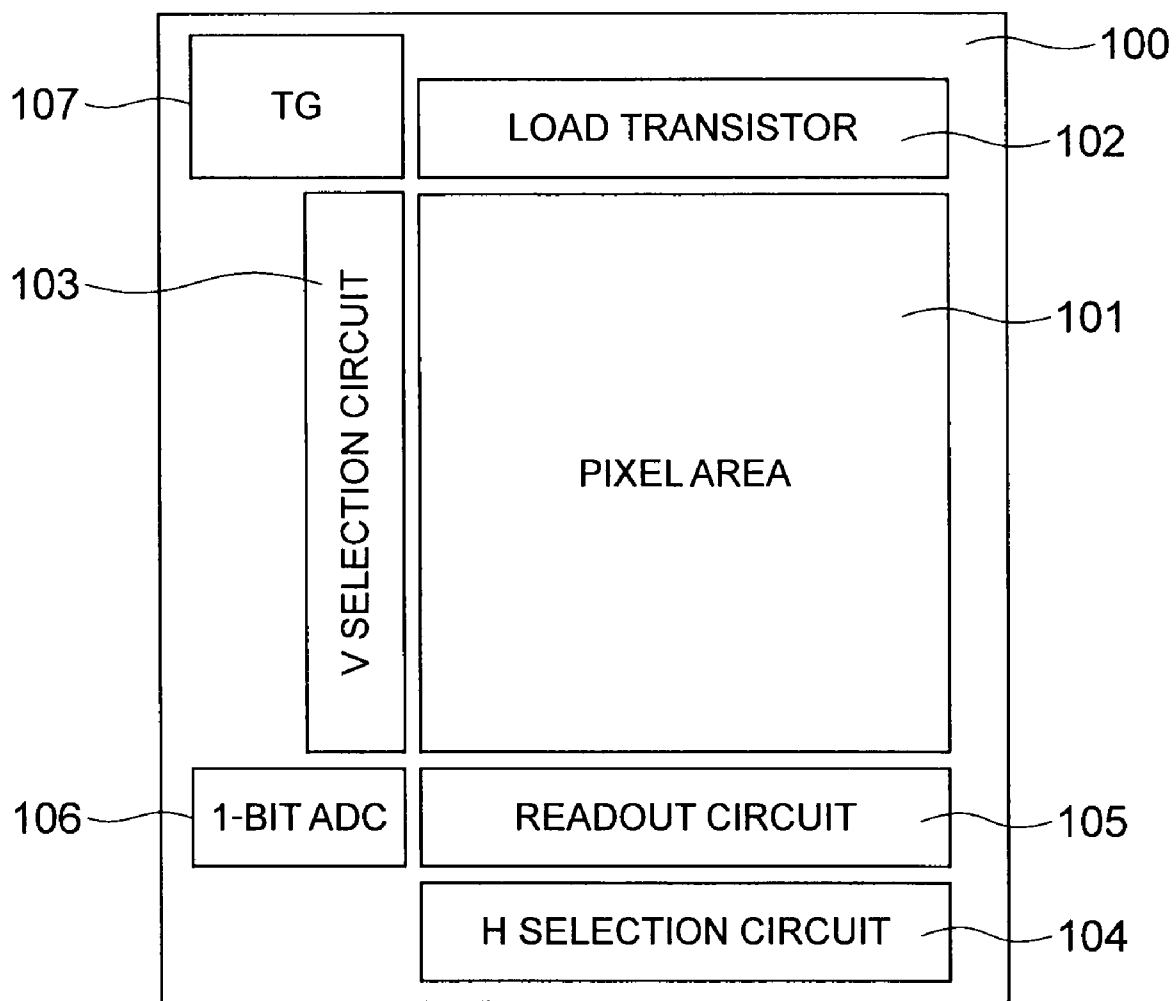 100
107
TG
LOAD TRANSISTOR
102
103
V SELECTION CIRCUIT
101
PIXEL AREA
106
1-BIT ADC
READOUT CIRCUIT
105
H SELECTION CIRCUIT
104